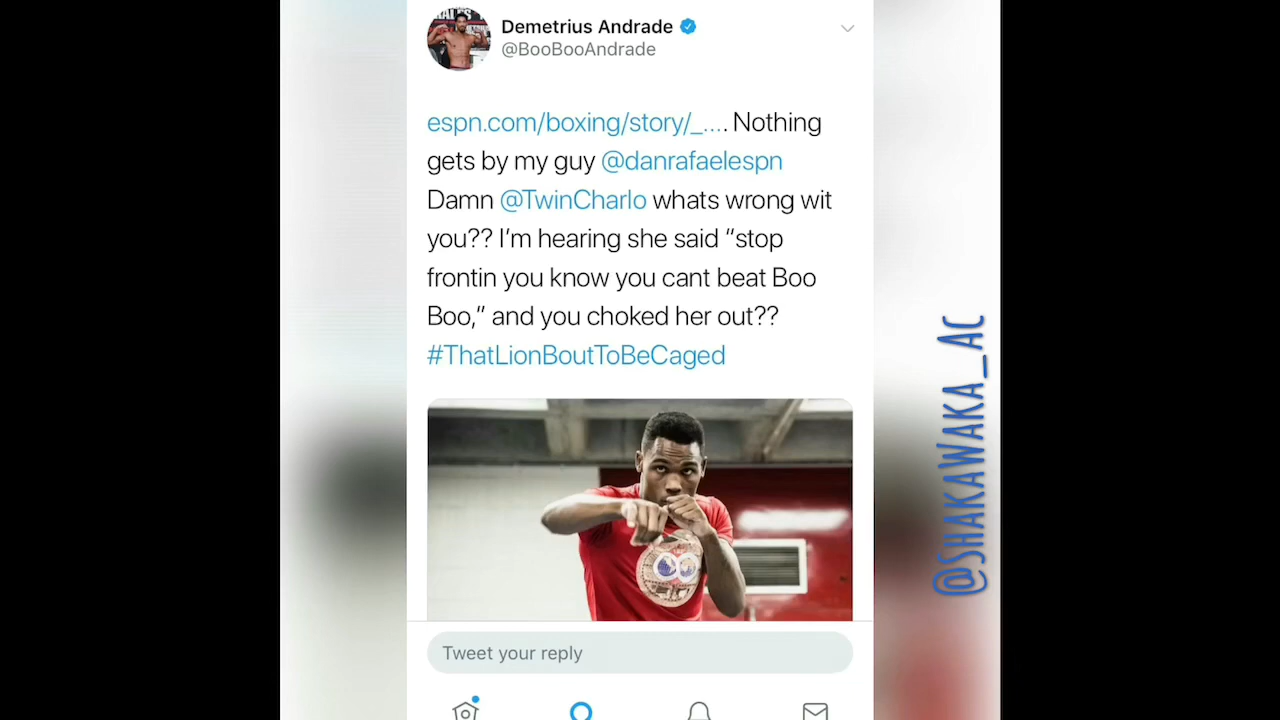 Demetrius Andrade
@BooBooAndrade
espn.com/boxing/story/_.... Nothing
gets by my guy @danrafaelespn
Damn @TwinCharlo whats wrong wit
you?? I’m hearing she said “stop
frontin you know you cant beat Boo
Boo,” and you choked her out??
#ThatLionBoutToBeCaged
Tweet your reply
@SHAKAWAKA_AC